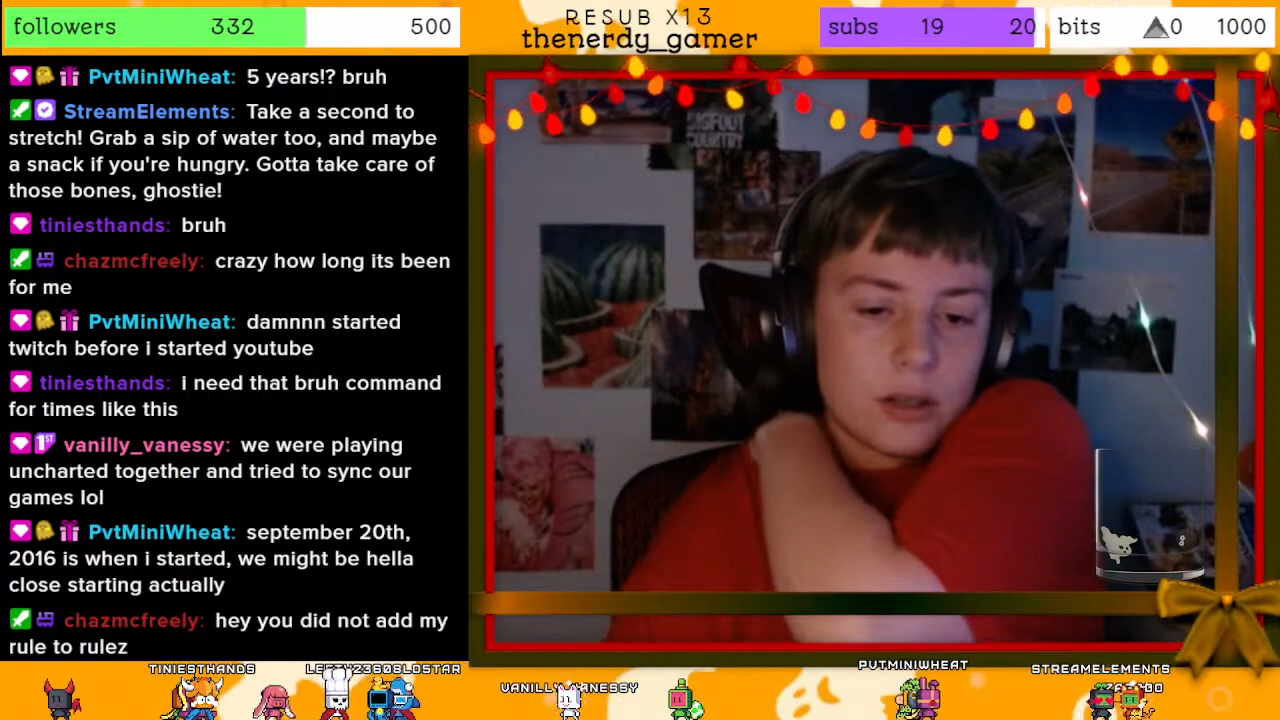 followers 332 500
RESUB X13
thenerdy_gamer
subs 19 20
bits 0 1000
PvtMiniWheat: 5 years!? bruh
StreamElements: Take a second to
stretch! Grab a sip of water too, and maybe
a snack if you're hungry. Gotta take care of
those bones, ghostie!
tiniesthands: bruh
chazmcfreely: crazy how long its been
for me
PvtMiniWheat: damnnn started
twitch before i started youtube
tiniesthands: i need that bruh command
for times like this
1ST vanilly_vanessy: we were playing
uncharted together and tried to sync our
games lol
PvtMiniWheat: september 20th,
2016 is when i started, we might be hella
close starting actually
chazmcfreely: hey you did not add my
rule to rulez
BIGFOOT
COUNTRY
TINIESTHANDS
VANILLY_VANESSY
PVTMINIWHEAT
STREAMELEMENTS